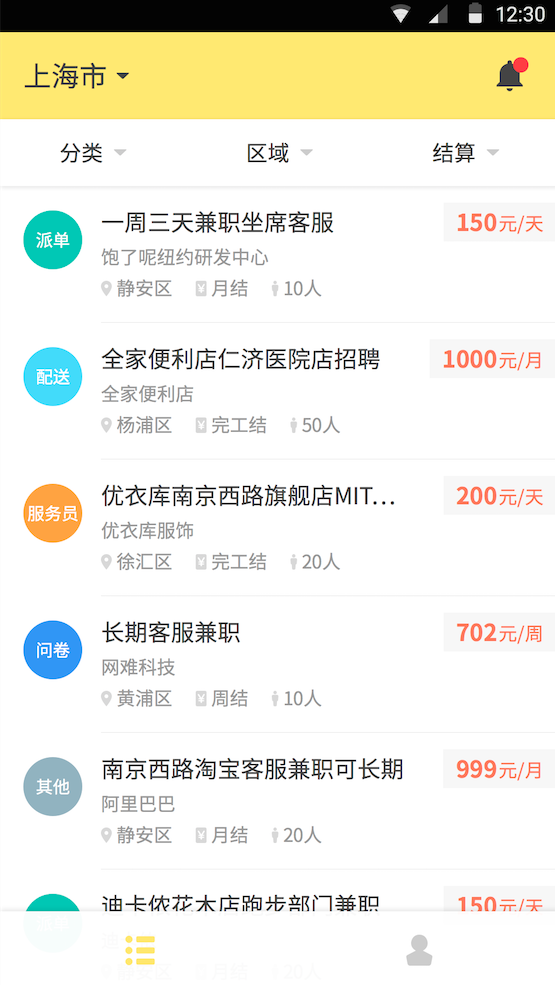 12:30
上海市
分类 区域 结算
派单
一周三天兼职坐席客服
150元/天
饱了呢纽约研发中心
静安区 月结 10人
配送
全家便利店仁济医院店招聘
1000元/月
全家便利店
杨浦区 完工结 50人
服务员
优衣库南京西路旗舰店MIT...
200元/天
优衣库服饰
徐汇区 完工结 20人
问卷
长期客服兼职
702元/周
网难科技
黄浦区 周结 10人
其他
南京西路淘宝客服兼职可长期
999元/月
阿里巴巴
静安区 月结 20人
迪卡侬花木店跑步部门兼职
150元/天
静安区 月结 20人